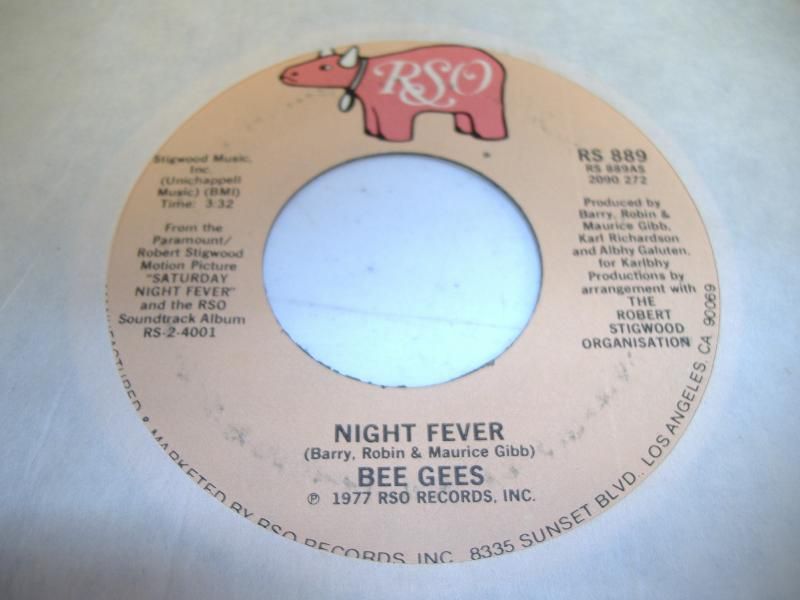 RSO
Stigwood Music,
Inc.
(Unichappell
Music) (BMI)
Time: 3:32
From the
Paramount/
Robert Stigwood
Motion Picture
"SATURDAY
NIGHT FEVER"
and the RSO
Soundtrack Album
RS-2-4001
RS 889
RS 889AS
2090 272
Produced by
Barry, Robin &
Maurice Gibb,
Karl Richardson
and Albhy Galuten,
for Karlbhy
Productions by
arrangement with
THE
ROBERT
STIGWOOD
ORGANISATION
NIGHT FEVER
(Barry, Robin & Maurice Gibb)
BEE GEES
℗ 1977 RSO RECORDS, INC.
MANUFACTURED & MARKETED BY RSO RECORDS, INC. 8335 SUNSET BLVD., LOS ANGELES, CA 90069